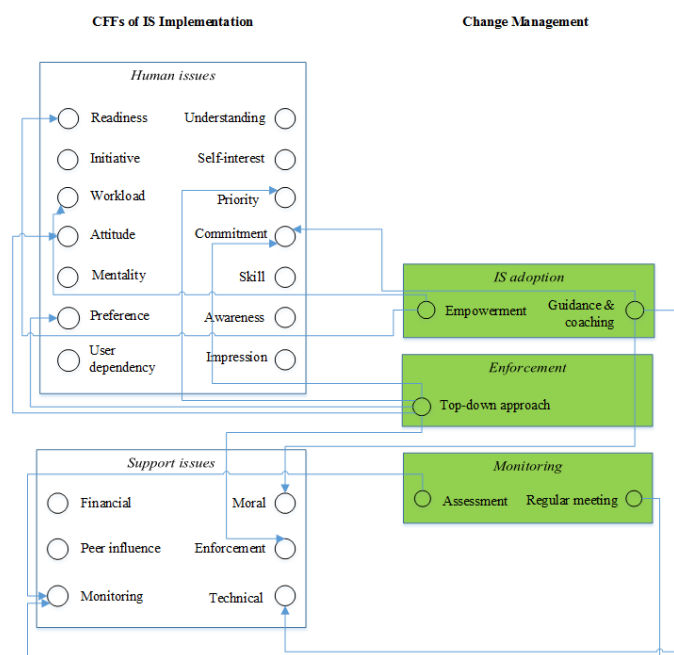 CFFs of IS Implementation
Change Management
Human issues
Readiness
Understanding
Initiative
Self-interest
Workload
Priority
Attitude
Commitment
Mentality
Skill
Preference
Awareness
User
dependency
Impression
IS adoption
Empowerment
Guidance &
coaching
Enforcement
Top-down approach
Support issues
Financial
Moral
Peer influence
Enforcement
Monitoring
Technical
Monitoring
Assessment
Regular meeting